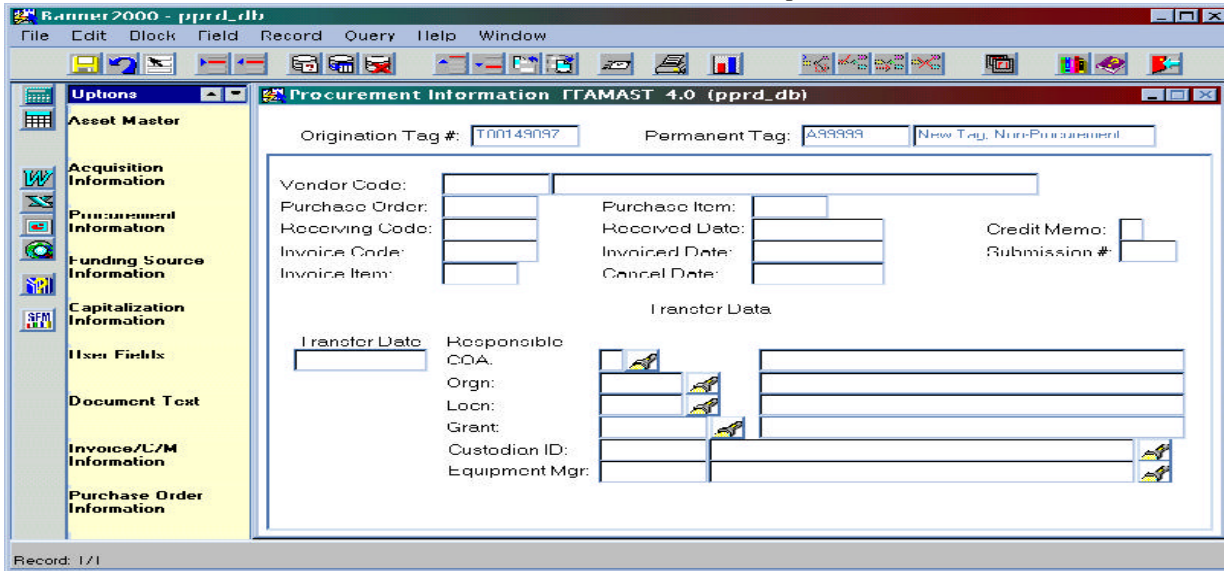 Banner2000 - pprd_db
File Edit Block Field Record Query Help Window
Options
Procurement Information FFAMAST 4.0 (pprd_db)
Asset Master
Acquisition
Information
Procurement
Information
Funding Source
Information
Capitalization
Information
User Fields
Document Text
Invoice/C/M
Information
Purchase Order
Information
SFM
Origination Tag #: T00149097 Permanent Tag: A99999 New Tag, Non-Procurement
Vendor Code:
Purchase Order: Purchase Item:
Receiving Code: Received Date: Credit Memo:
Invoice Code: Invoiced Date: Submission #:
Invoice Item: Cancel Date:
Transfer Data
Transfer Date Responsible
COA:
Orgn:
Locn:
Grant:
Custodian ID:
Equipment Mgr:
Record: 1/1